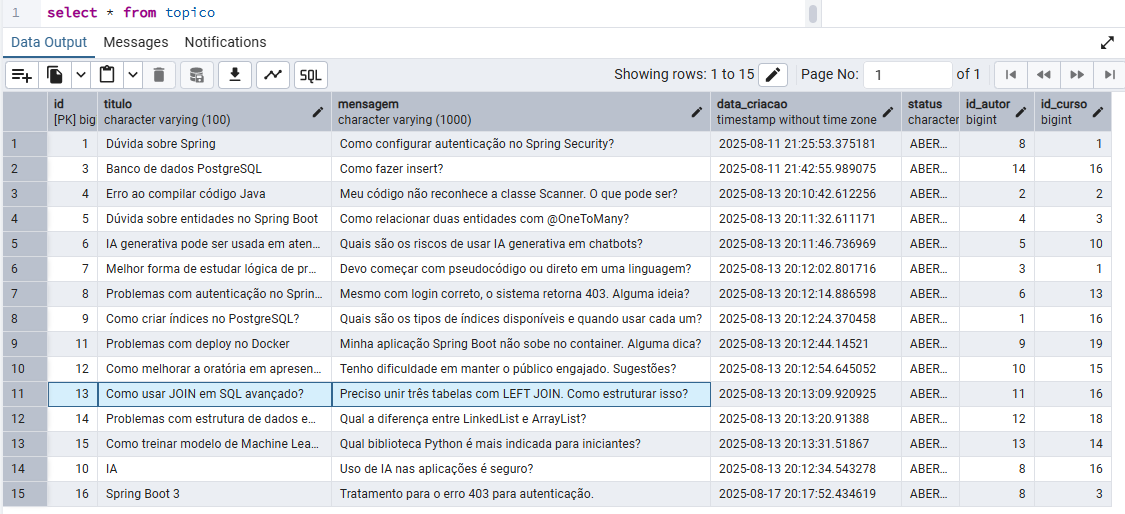 1 select * from topico
Data Output Messages Notifications
SQL Showing rows: 1 to 15 Page No: 1 of 1
id titulo mensagem data_criacao status id_autor id_curso
[PK] big character varying (100) character varying (1000) timestamp without time zone character bigint bigint
1 1 Dúvida sobre Spring Como configurar autenticação no Spring Security? 2025-08-11 21:25:53.375181 ABER... 8 1
2 3 Banco de dados PostgreSQL Como fazer insert? 2025-08-11 21:42:55.989075 ABER... 14 16
3 4 Erro ao compilar código Java Meu código não reconhece a classe Scanner. O que pode ser? 2025-08-13 20:10:42.612256 ABER... 2 2
4 5 Dúvida sobre entidades no Spring Boot Como relacionar duas entidades com @OneToMany? 2025-08-13 20:11:32.611171 ABER... 4 3
5 6 IA generativa pode ser usada em aten... Quais são os riscos de usar IA generativa em chatbots? 2025-08-13 20:11:46.736969 ABER... 5 10
6 7 Melhor forma de estudar lógica de pr... Devo começar com pseudocódigo ou direto em uma linguagem? 2025-08-13 20:12:02.801716 ABER... 3 1
7 8 Problemas com autenticação no Sprin... Mesmo com login correto, o sistema retorna 403. Alguma ideia? 2025-08-13 20:12:14.886598 ABER... 6 13
8 9 Como criar índices no PostgreSQL? Quais são os tipos de índices disponíveis e quando usar cada um? 2025-08-13 20:12:24.370458 ABER... 1 16
9 11 Problemas com deploy no Docker Minha aplicação Spring Boot não sobe no container. Alguma dica? 2025-08-13 20:12:44.14521 ABER... 9 19
10 12 Como melhorar a oratória em apresen... Tenho dificuldade em manter o público engajado. Sugestões? 2025-08-13 20:12:54.645052 ABER... 10 15
11 13 Como usar JOIN em SQL avançado? Preciso unir três tabelas com LEFT JOIN. Como estruturar isso? 2025-08-13 20:13:09.920925 ABER... 11 16
12 14 Problemas com estrutura de dados e... Qual a diferença entre LinkedList e ArrayList? 2025-08-13 20:13:20.91388 ABER... 12 18
13 15 Como treinar modelo de Machine Lea... Qual biblioteca Python é mais indicada para iniciantes? 2025-08-13 20:13:31.51867 ABER... 13 14
14 10 IA Uso de IA nas aplicações é seguro? 2025-08-13 20:12:34.543278 ABER... 8 16
15 16 Spring Boot 3 Tratamento para o erro 403 para autenticação. 2025-08-17 20:17:52.434619 ABER... 8 3